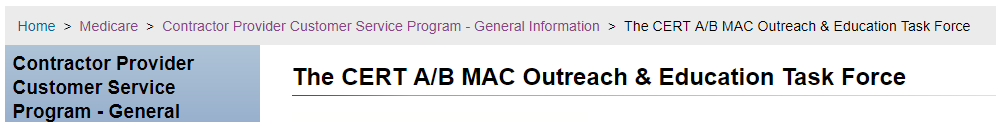 Home > Medicare > Contractor Provider Customer Service Program - General Information > The CERT A/B MAC Outreach & Education Task Force
Contractor Provider
Customer Service
Program - General
The CERT A/B MAC Outreach & Education Task Force